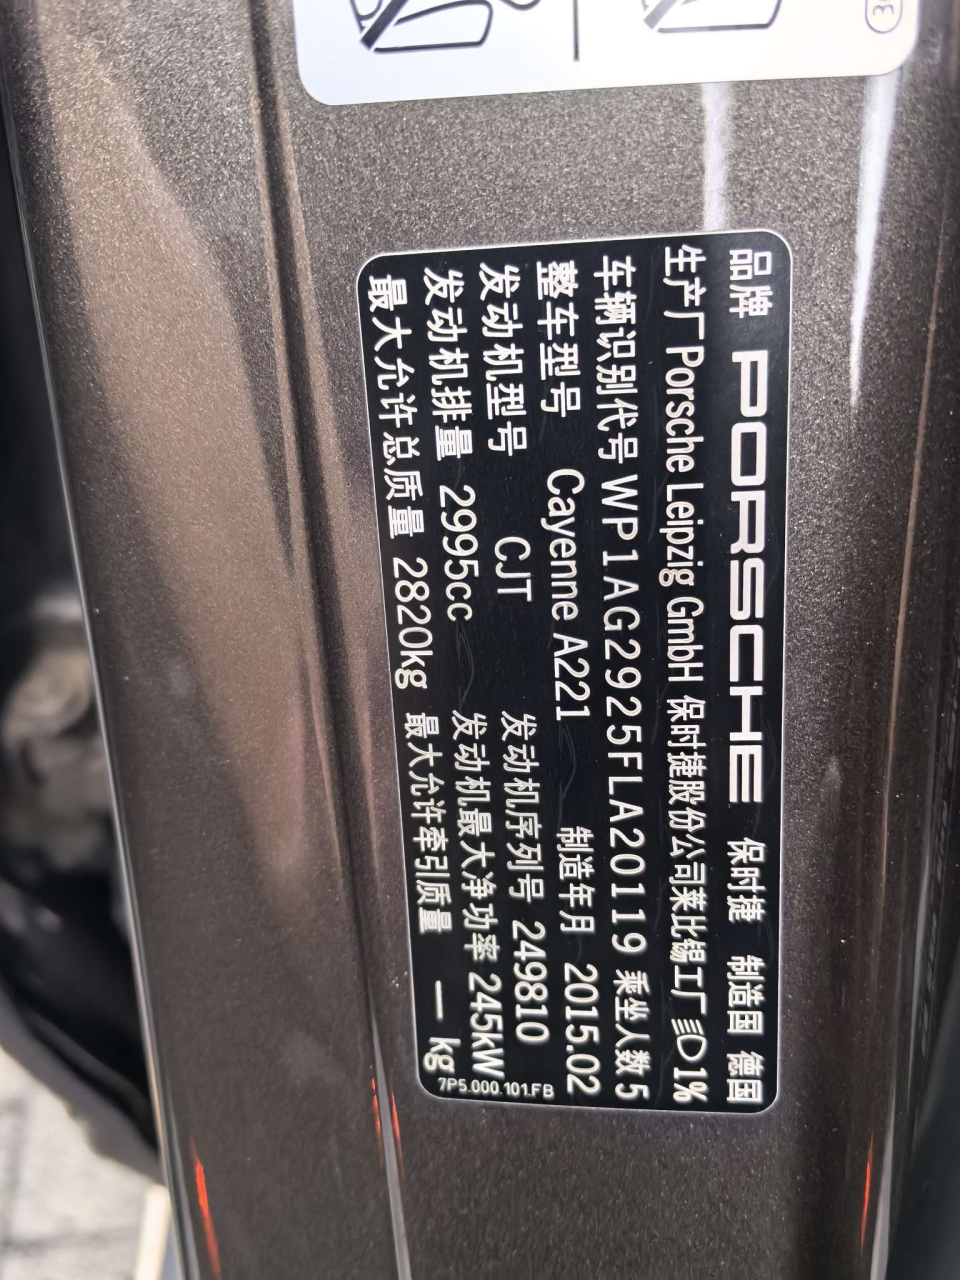 品牌 PORSCHE 保时捷 制造国 德国
生产厂 Porsche Leipzig GmbH 保时捷股份公司莱比锡工厂 1%
车辆识别代号 WP1AG2925FLA20119 乘坐人数 5
整车型号 Cayenne A221 制造年月 2015.02
发动机型号 CJT 发动机序列号 249810
发动机排量 2995cc 发动机最大净功率 245kW
最大允许总质量 2820kg 最大允许牵引质量 — kg
7P5.000.101.FB